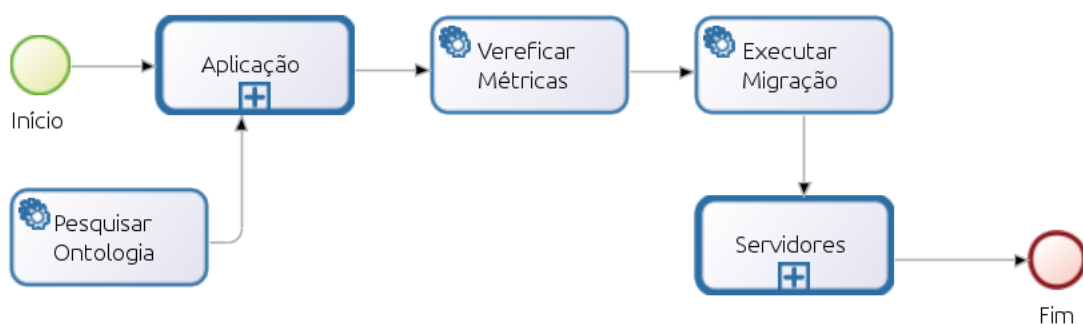 Início
Aplicação
Vereficar
Métricas
Executar
Migração
Pesquisar
Ontologia
Servidores
Fim